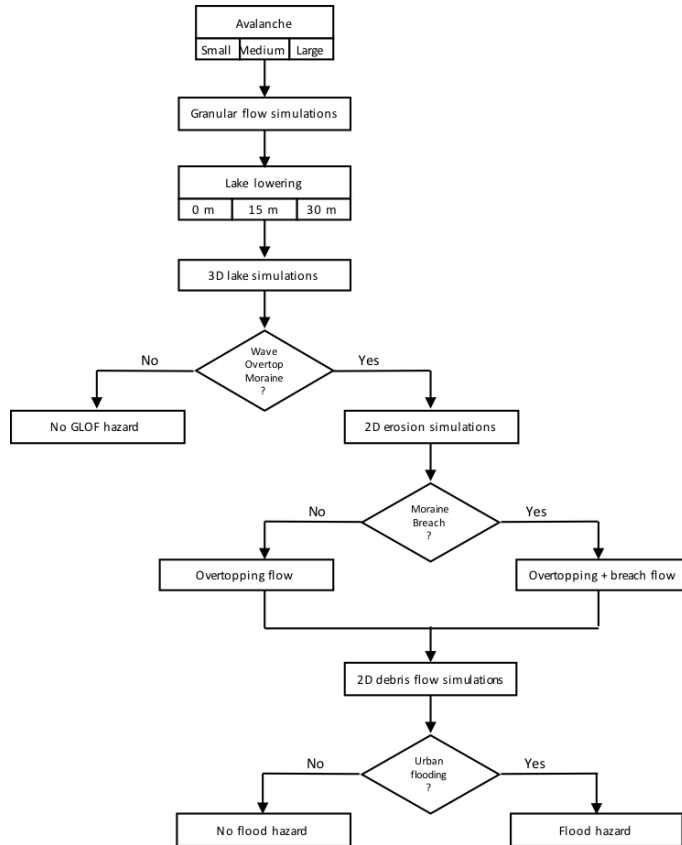 Avalanche
Small Medium Large
Granular flow simulations
Lake lowering
0 m 15 m 30 m
3D lake simulations
No
Wave
Overtop
Moraine
?
Yes
No GLOF hazard
2D erosion simulations
No
Moraine
Breach
?
Yes
Overtopping flow
Overtopping + breach flow
2D debris flow simulations
No
Urban
flooding
?
Yes
No flood hazard
Flood hazard